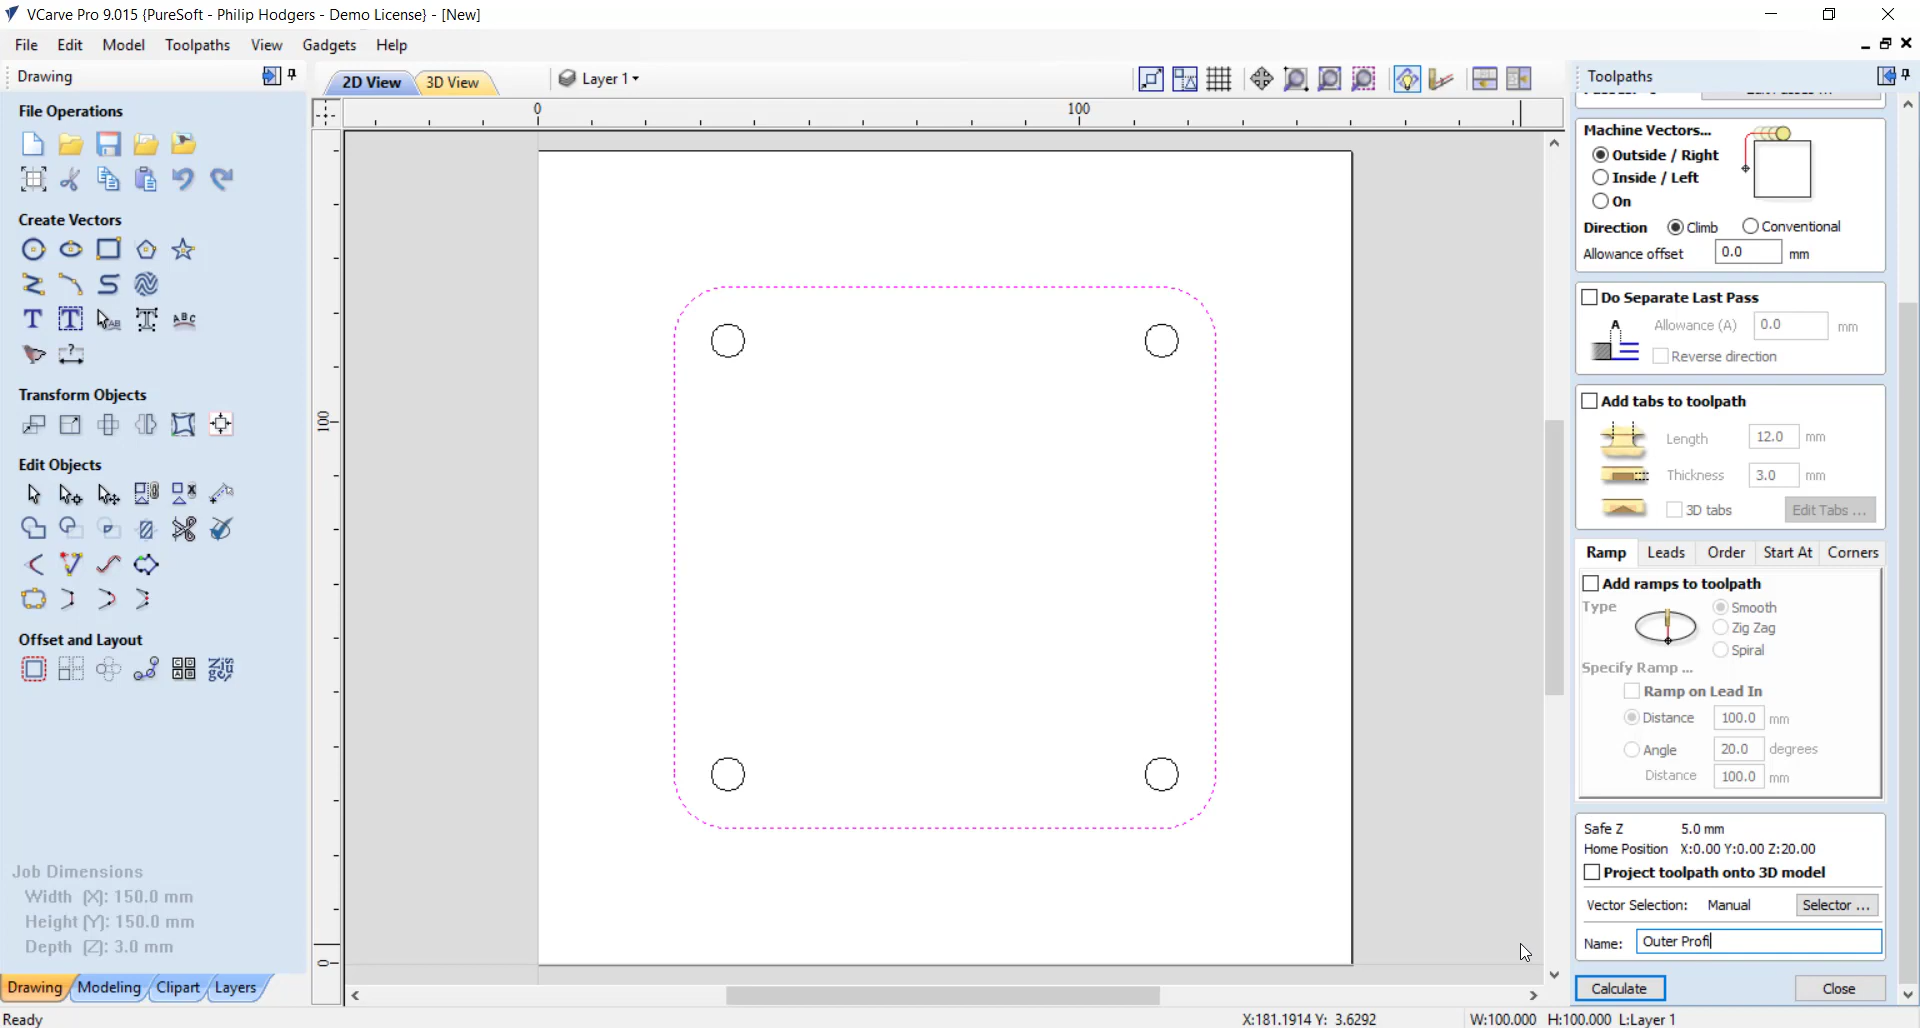 VCarve Pro 9.015 {PureSoft - Philip Hodgers - Demo License} - [New]
File Edit Model Toolpaths View Gadgets Help
Drawing
File Operations
Create Vectors
Transform Objects
Edit Objects
Offset and Layout
Job Dimensions
Width (X): 150.0 mm
Height (Y): 150.0 mm
Depth (Z): 3.0 mm
Drawing Modeling Clipart Layers
Ready
2D View 3D View
Layer 1
0 100
100
0
X:181.1914 Y: 3.6292
W:100.000 H:100.000 L:Layer 1
Toolpaths
Machine Vectors...
Outside / Right
Inside / Left
On
Direction Climb Conventional
Allowance offset 0.0 mm
Do Separate Last Pass
A Allowance (A) 0.0 mm
Reverse direction
Add tabs to toolpath
Length 12.0 mm
Thickness 3.0 mm
3D tabs Edit Tabs ...
Ramp Leads Order Start At Corners
Add ramps to toolpath
Type Smooth
Zig Zag
Spiral
Specify Ramp ...
Ramp on Lead In
Distance 100.0 mm
Angle 20.0 degrees
Distance 100.0 mm
Safe Z 5.0 mm
Home Position X:0.00 Y:0.00 Z:20.00
Project toolpath onto 3D model
Vector Selection: Manual Selector ...
Name: Outer Profi
Calculate Close